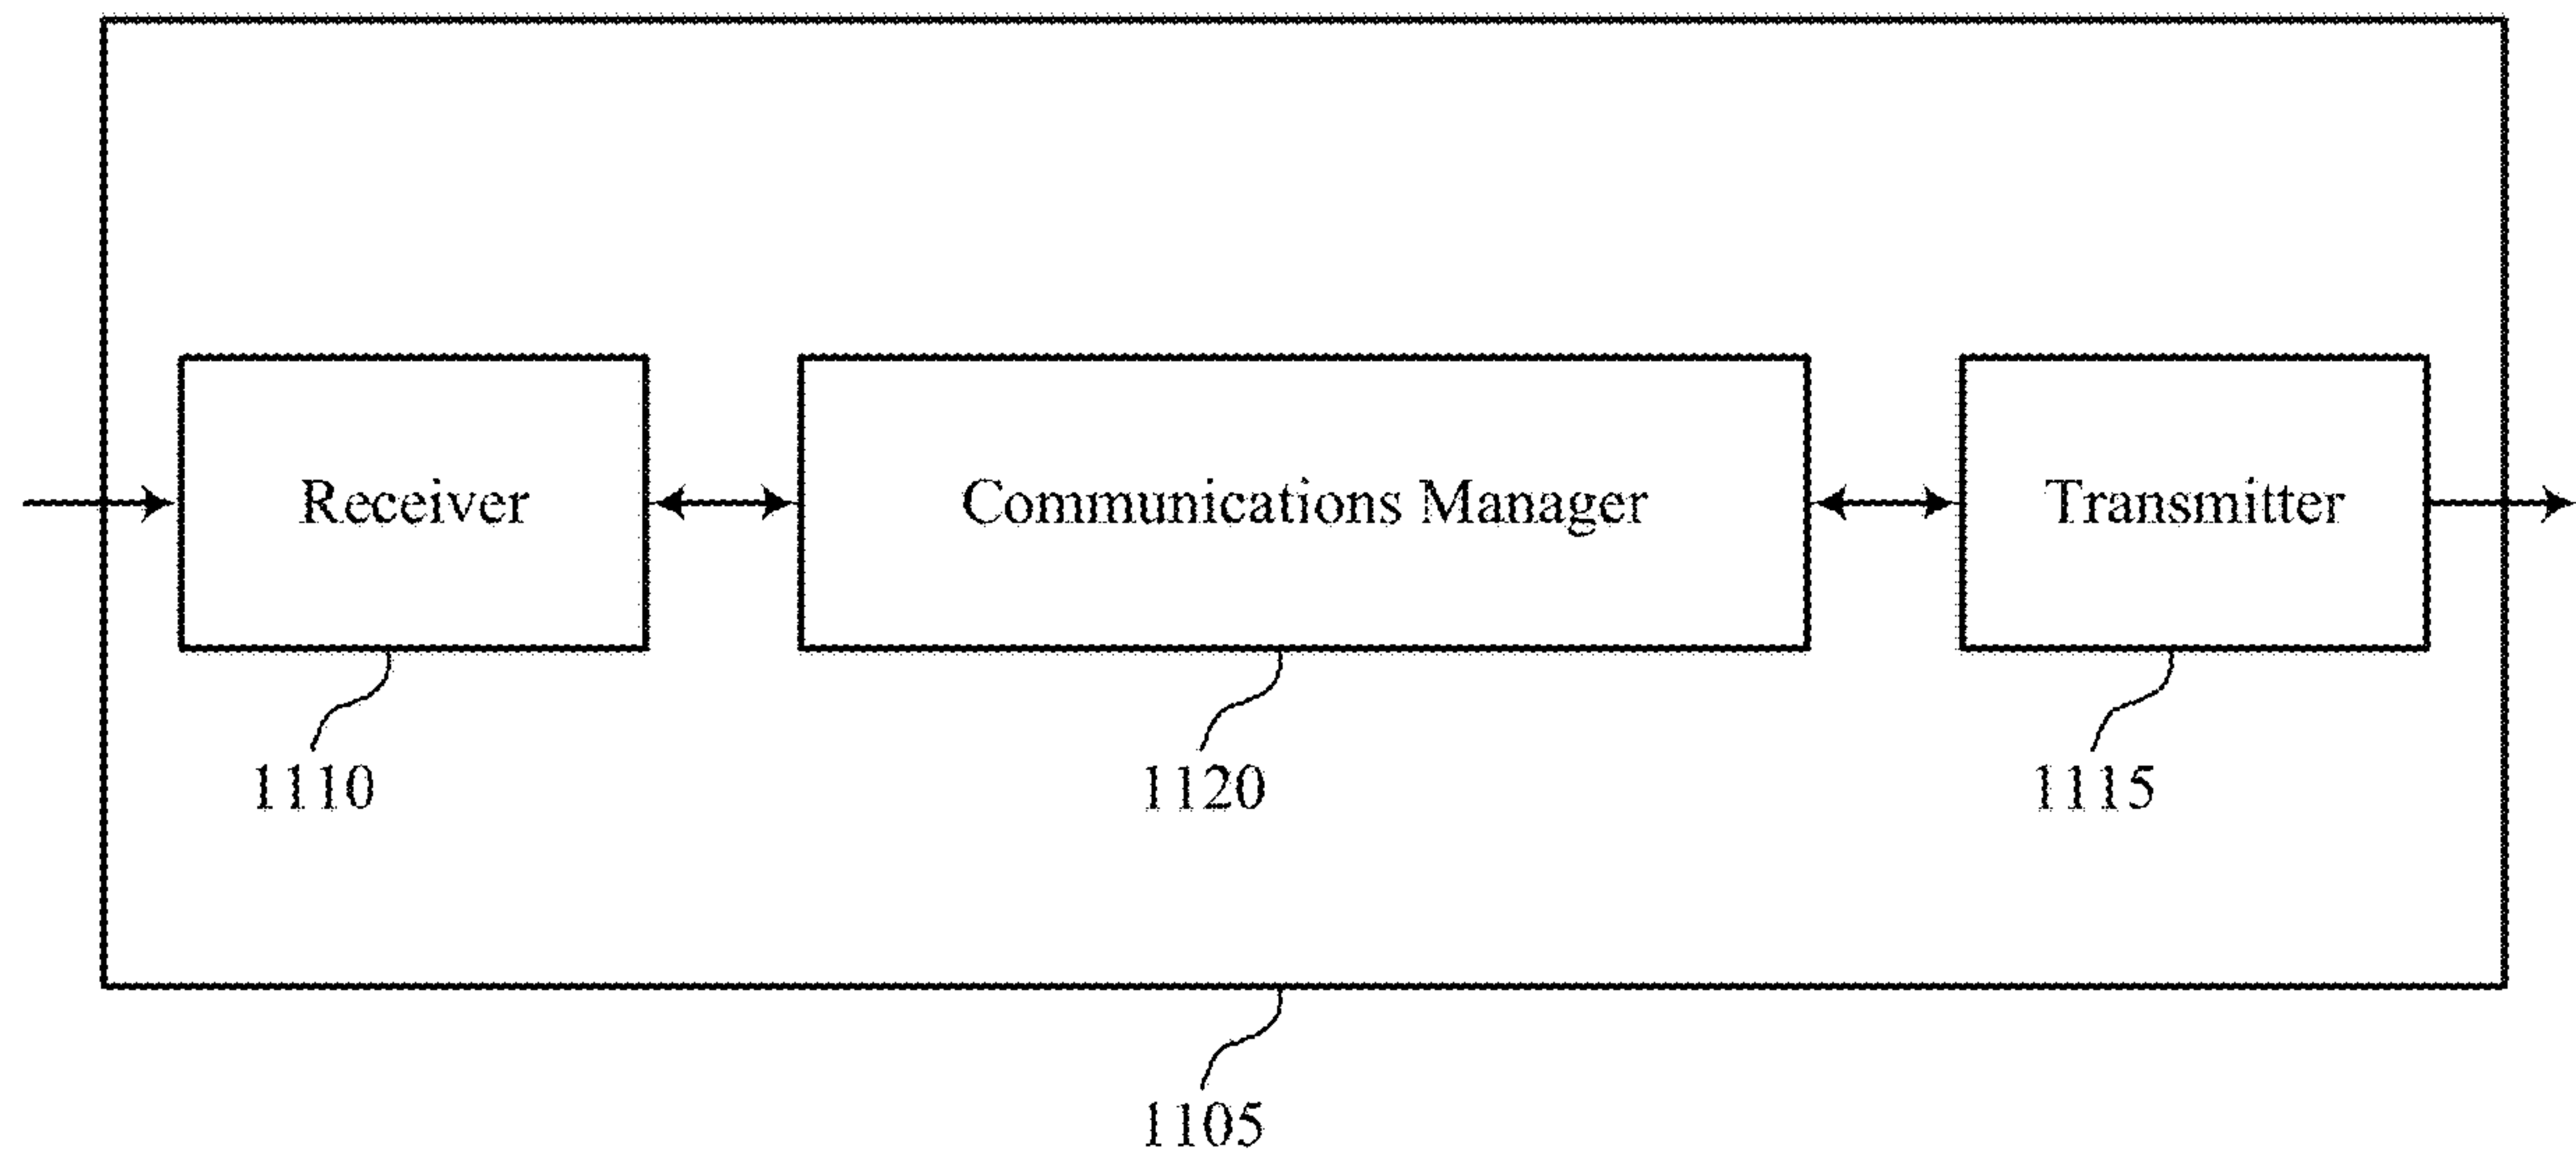 Receiver
Communications Manager
Transmitter
1110
1120
1115
1105